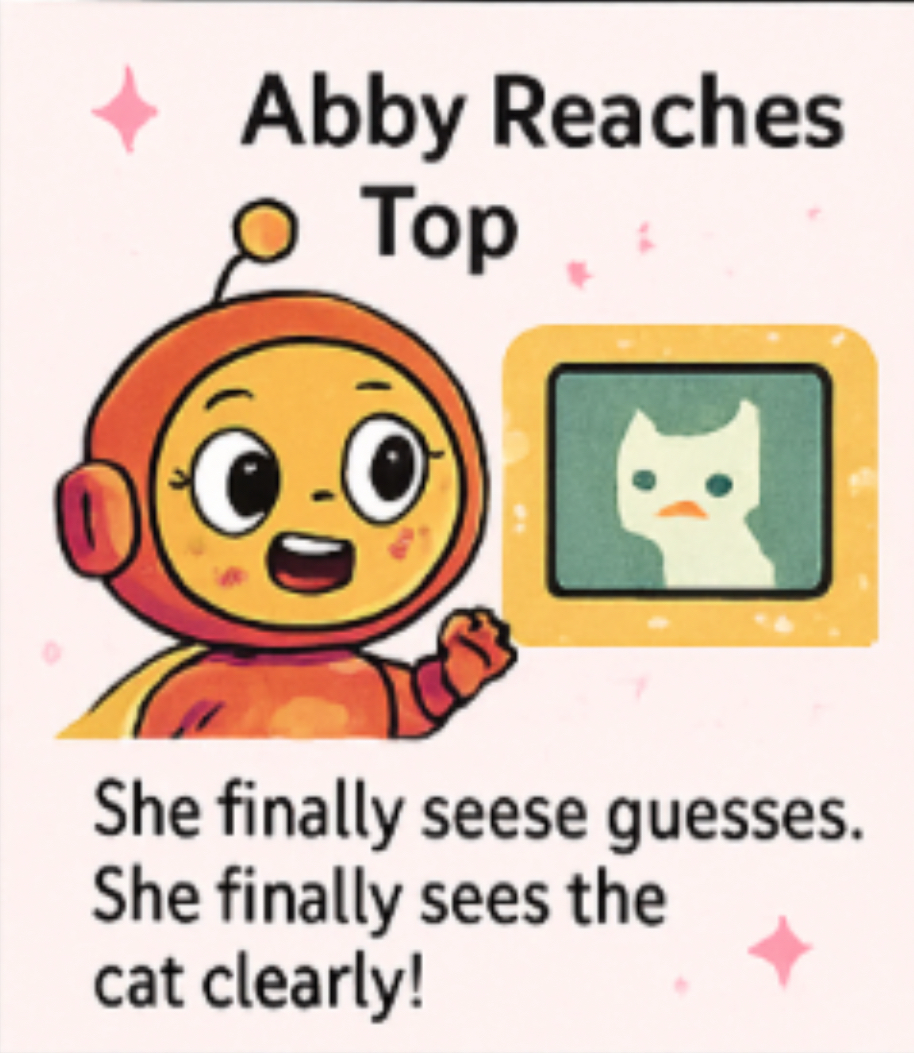 Abby Reaches
Top
She finally seese guesses.
She finally sees the
cat clearly!